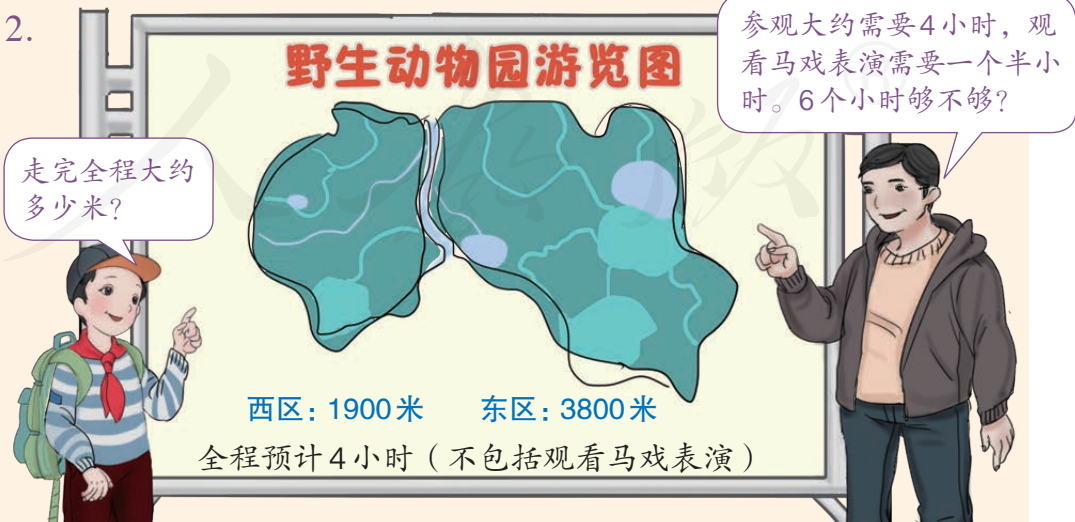 2.
野生动物园游览图
参观大约需要4小时，观
看马戏表演需要一个半小
时。6个小时够不够？
走完全程大约
多少米？
西区：1900米 东区：3800米
全程预计4小时（不包括观看马戏表演）